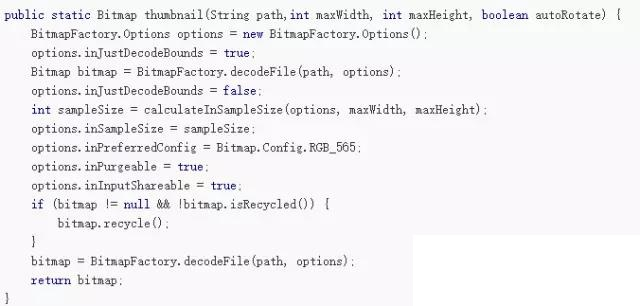 public static Bitmap thumbnail(String path,int maxWidth, int maxHeight, boolean autoRotate) {
    BitmapFactory.Options options = new BitmapFactory.Options();
    options.inJustDecodeBounds = true;
    Bitmap bitmap = BitmapFactory.decodeFile(path, options);
    options.inJustDecodeBounds = false;
    int sampleSize = calculateInSampleSize(options, maxWidth, maxHeight);
    options.inSampleSize = sampleSize;
    options.inPreferredConfig = Bitmap.Config.RGB_565;
    options.inPurgeable = true;
    options.inInputShareable = true;
    if (bitmap != null && !bitmap.isRecycled()) {
        bitmap.recycle();
    }
    bitmap = BitmapFactory.decodeFile(path, options);
    return bitmap;
}